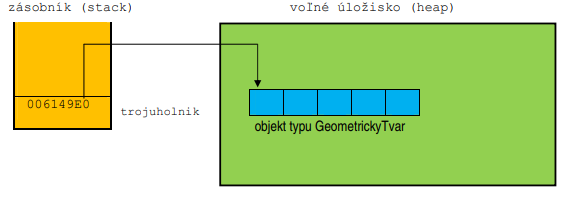 zásobník (stack)
voľné úložisko (heap)
006149E0
trojuholnik
objekt typu GeometrickyTvar